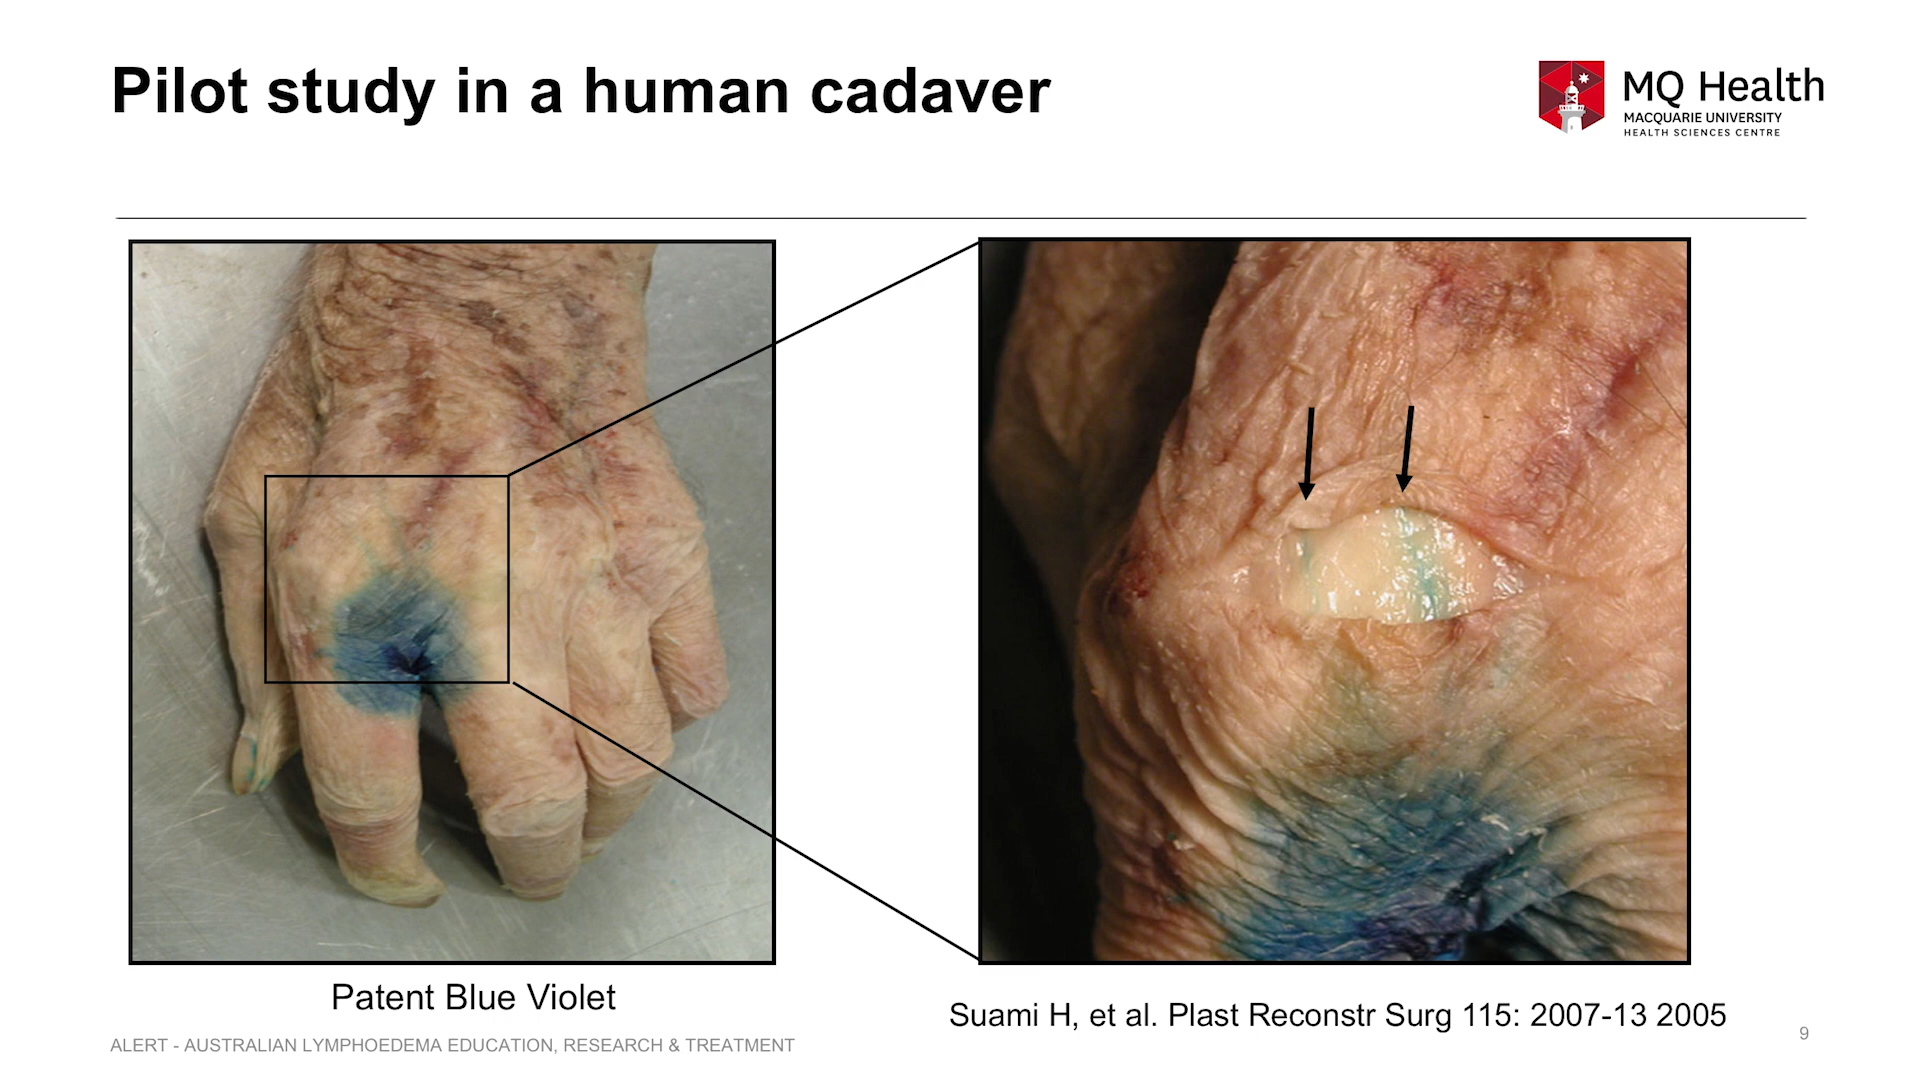 Pilot study in a human cadaver
MQ Health
MACQUARIE UNIVERSITY
HEALTH SCIENCES CENTRE
Patent Blue Violet
Suami H, et al. Plast Reconstr Surg 115: 2007-13 2005
ALERT - AUSTRALIAN LYMPHOEDEMA EDUCATION, RESEARCH & TREATMENT
9